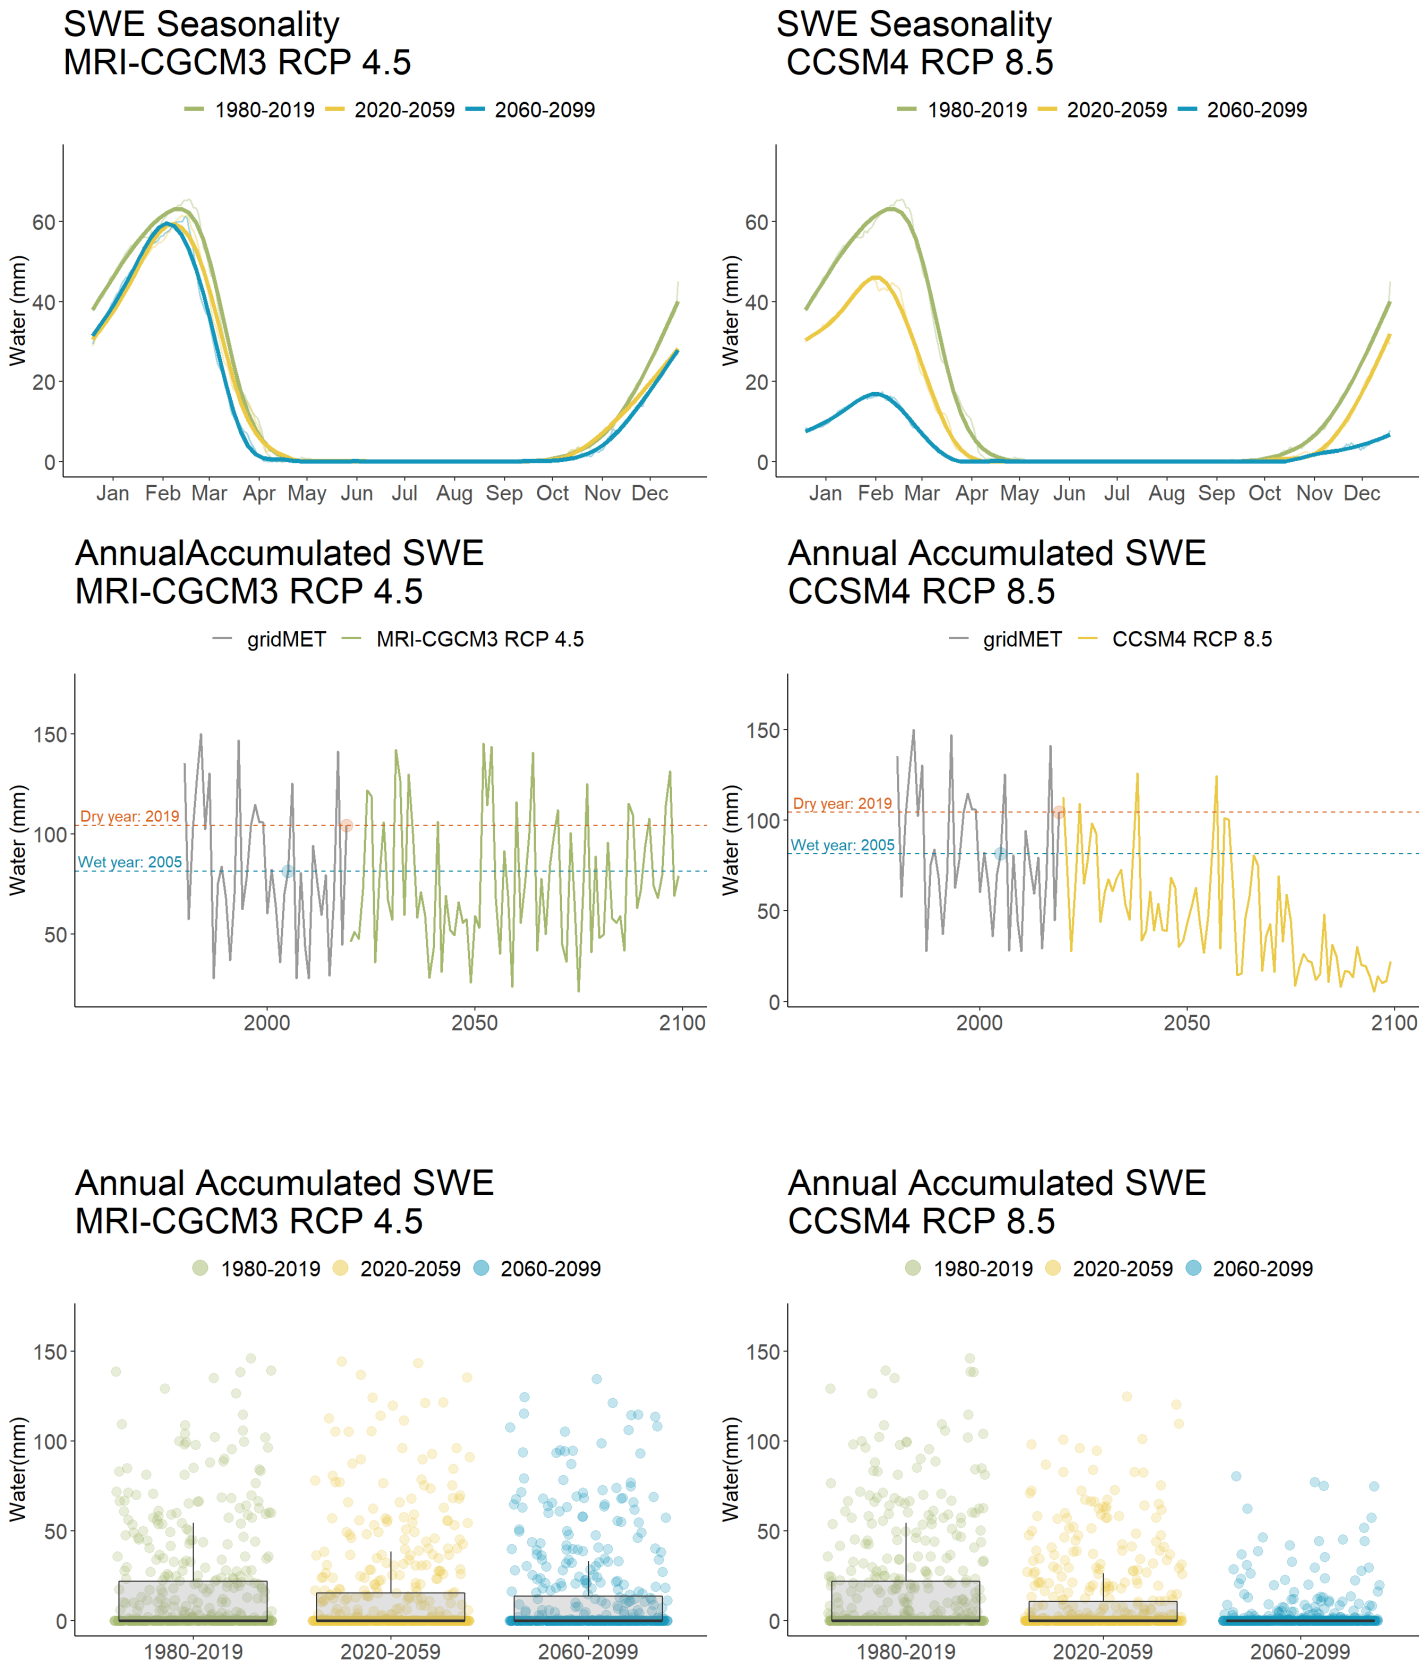 SWE Seasonality
MRI-CGCM3 RCP 4.5
1980-2019 2020-2059 2060-2099
Water (mm)
60
40
20
0
Jan Feb Mar Apr May Jun Jul Aug Sep Oct Nov Dec
SWE Seasonality
CCSM4 RCP 8.5
1980-2019 2020-2059 2060-2099
Water (mm)
60
40
20
0
Jan Feb Mar Apr May Jun Jul Aug Sep Oct Nov Dec
AnnualAccumulated SWE
MRI-CGCM3 RCP 4.5
gridMET MRI-CGCM3 RCP 4.5
Water (mm)
150
100
50
Dry year: 2019
Wet year: 2005
2000 2050 2100
Annual Accumulated SWE
CCSM4 RCP 8.5
gridMET CCSM4 RCP 8.5
Water (mm)
150
100
50
0
Dry year: 2019
Wet year: 2005
2000 2050 2100
Annual Accumulated SWE
MRI-CGCM3 RCP 4.5
1980-2019 2020-2059 2060-2099
Water(mm)
150
100
50
0
1980-2019 2020-2059 2060-2099
Annual Accumulated SWE
CCSM4 RCP 8.5
1980-2019 2020-2059 2060-2099
Water(mm)
150
100
50
0
1980-2019 2020-2059 2060-2099